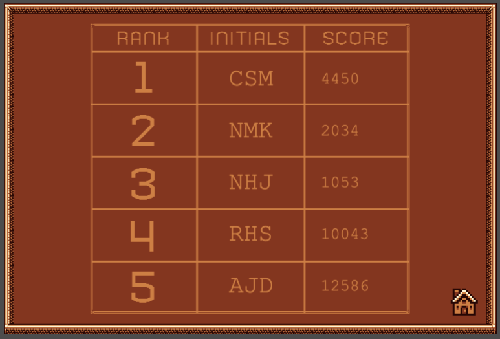 RANK INITIALS SCORE
1 CSM 4450
2 NMK 2034
3 NHJ 1053
4 RHS 10043
5 AJD 12586